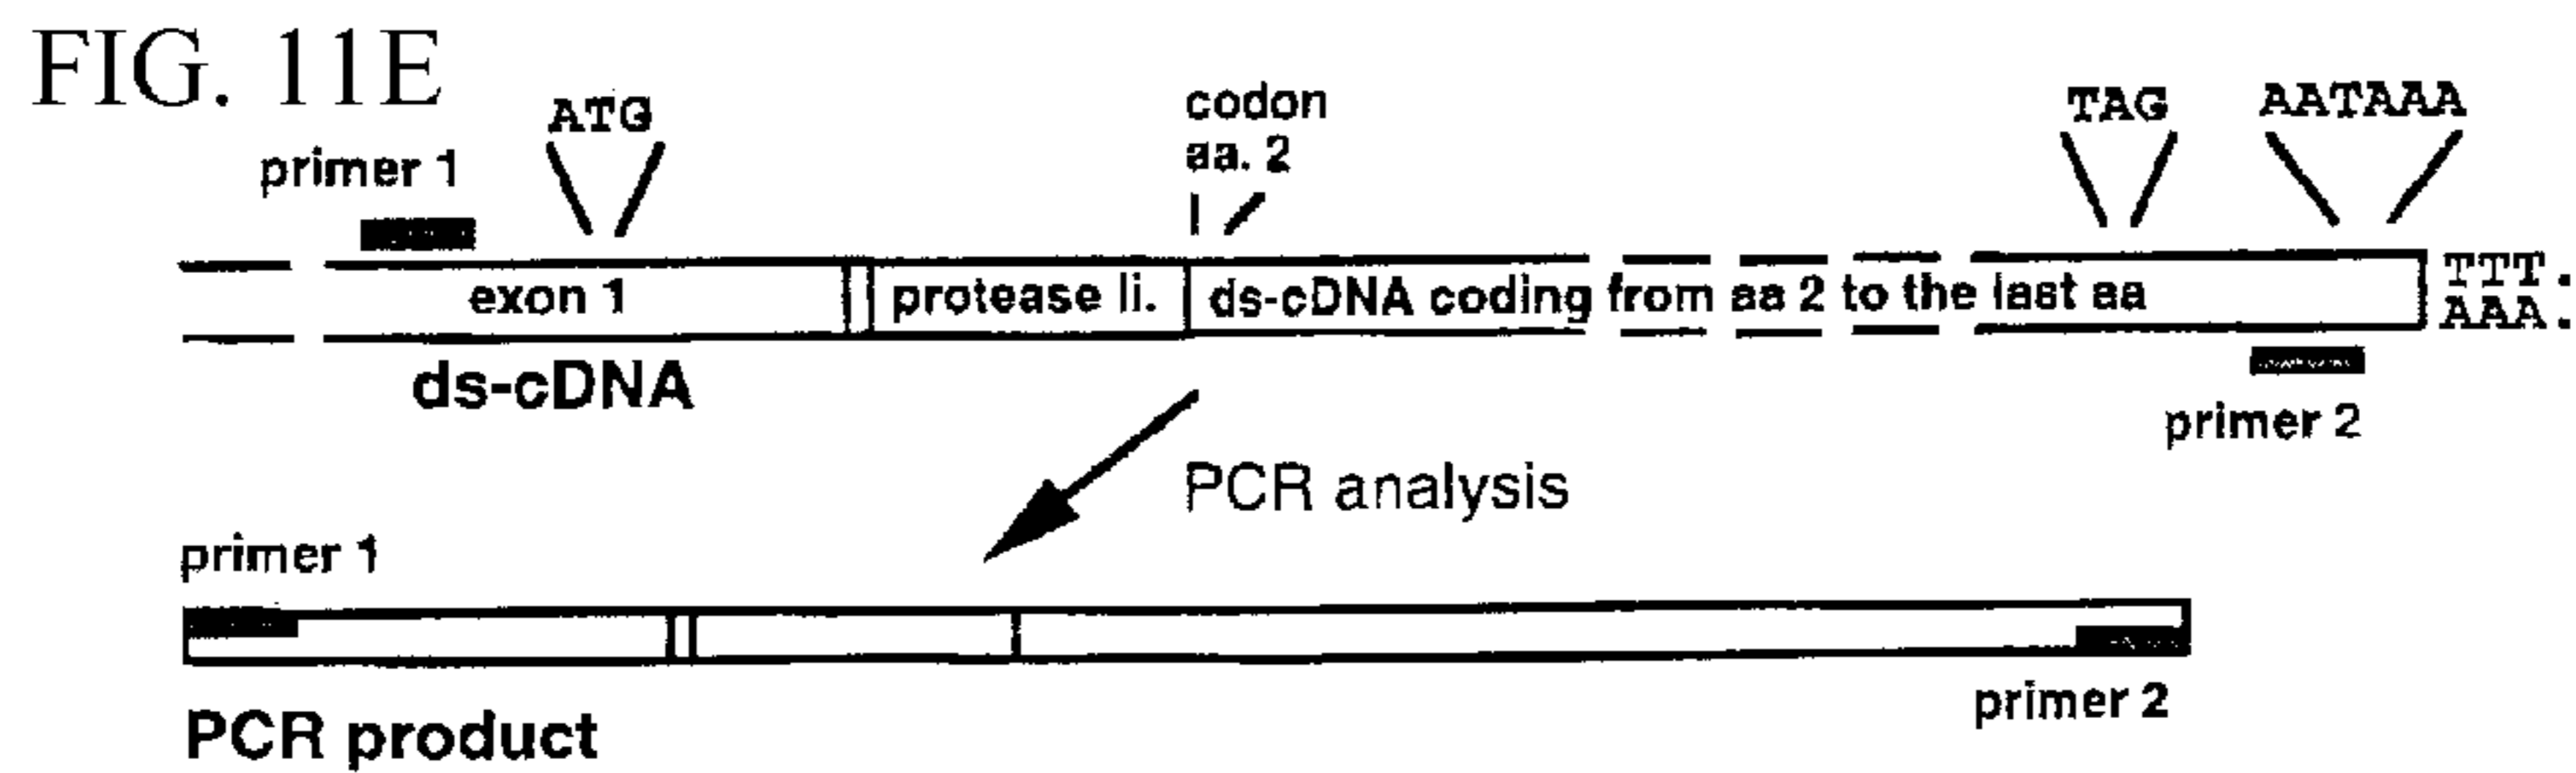 FIG. 11E
ATG
codon
aa. 2
TAG
AATAAA
primer 1
exon 1
protease li.
ds-cDNA coding from aa 2 to the last aa
TTT.
AAA.
ds-cDNA
primer 2
PCR analysis
primer 1
primer 2
PCR product